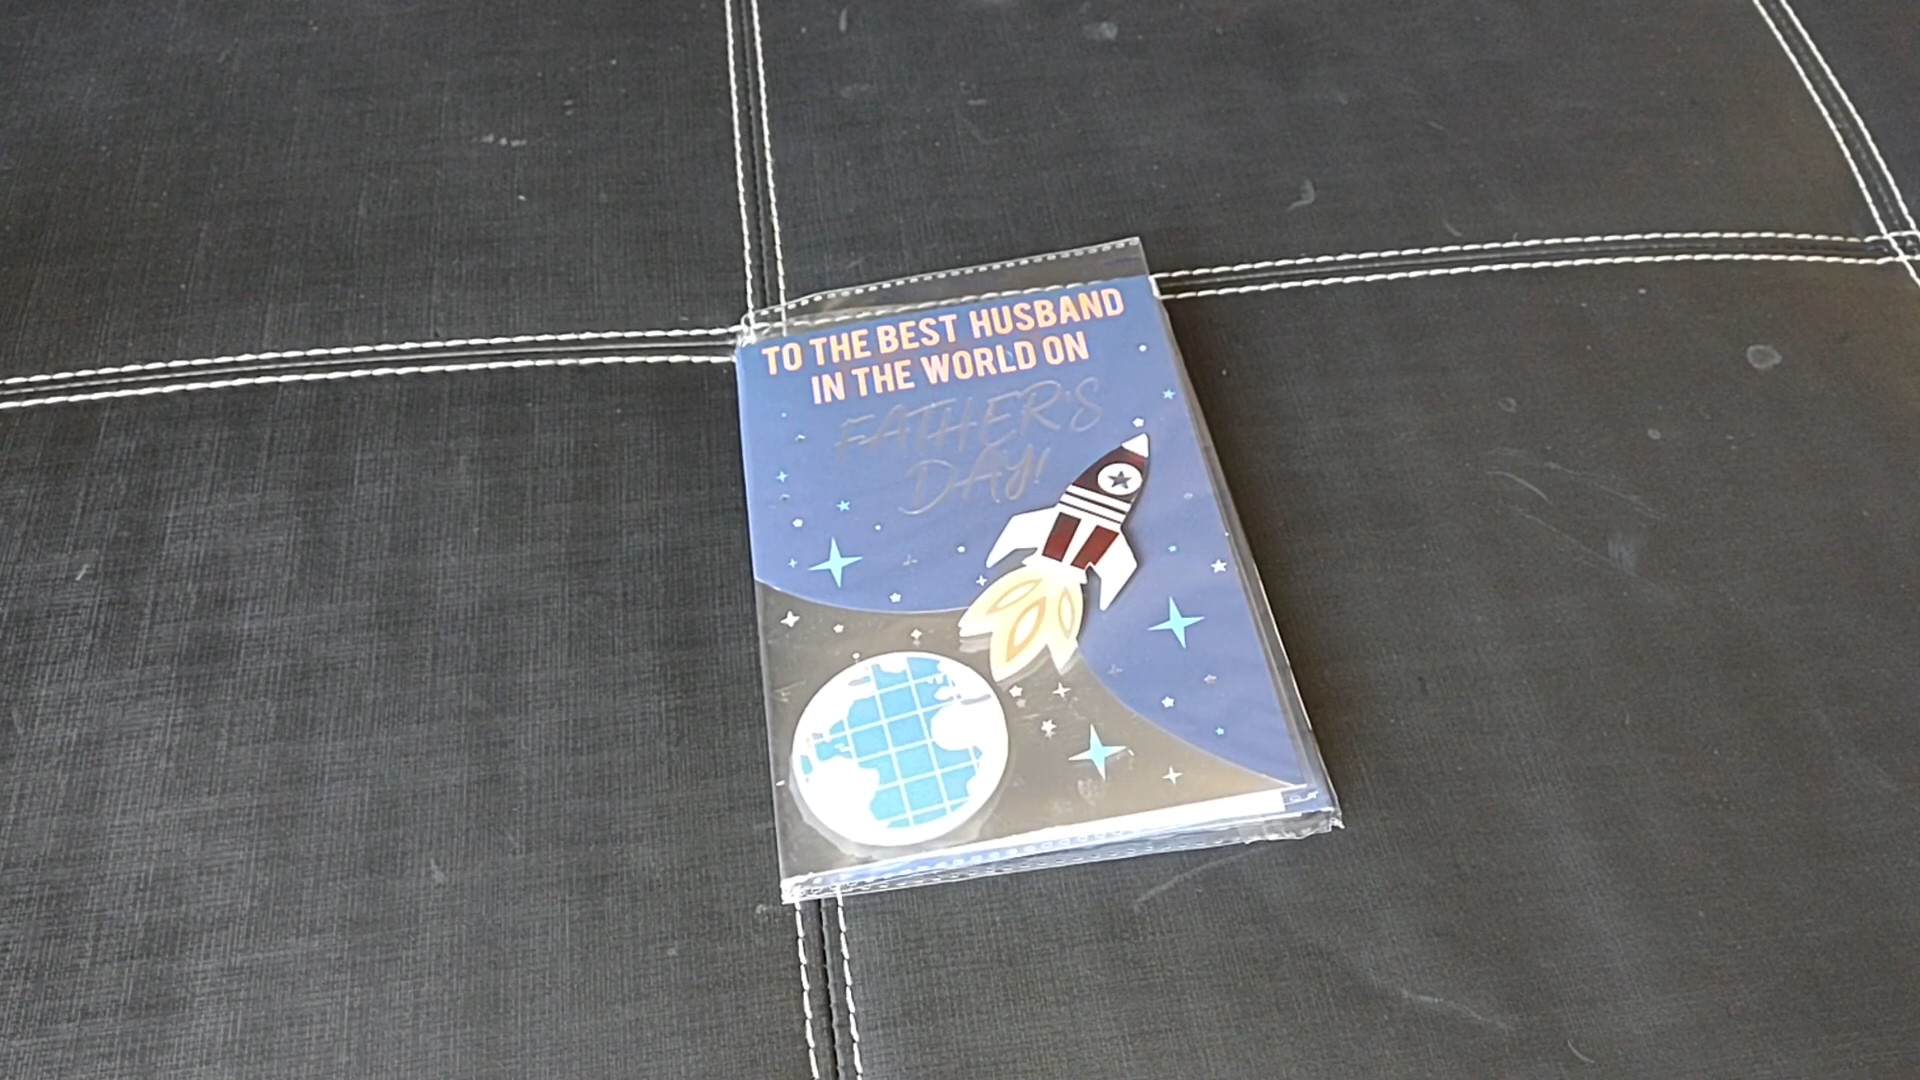 TO THE BEST HUSBAND
IN THE WORLD ON
FATHER'S
DAY!